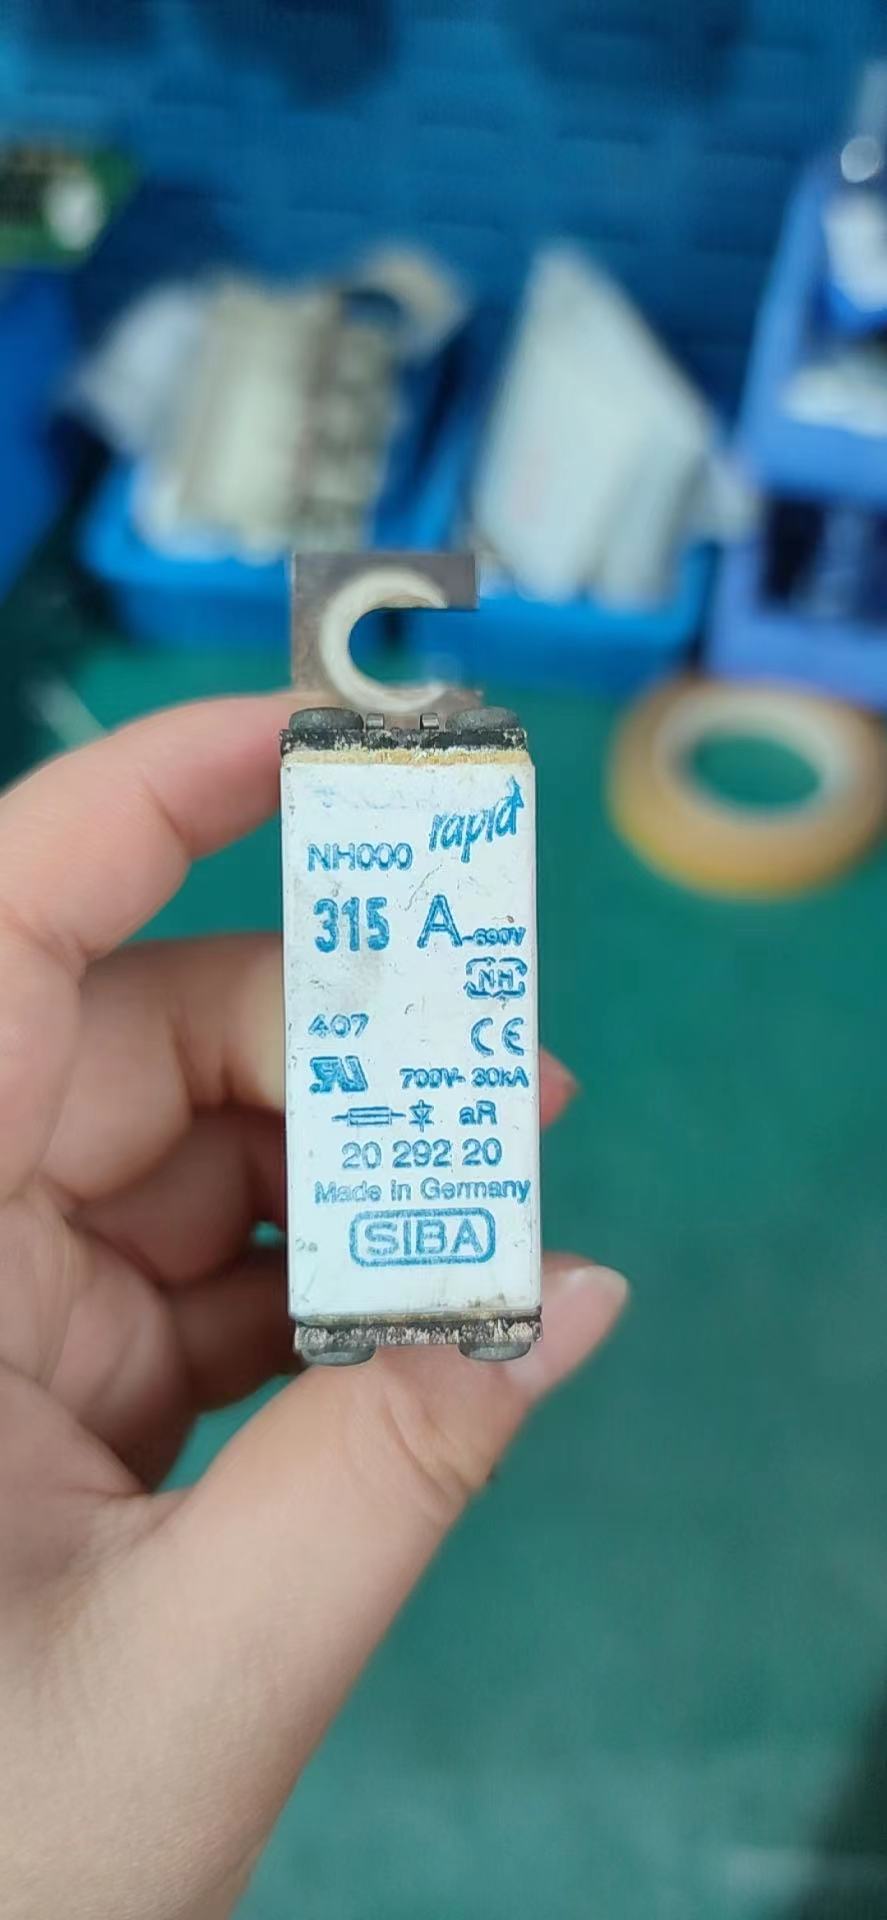 rapid
NH000
315 A ~690V
NH
407 CE
700V~ 30kA
aR
20 292 20
Made in Germany
SIBA